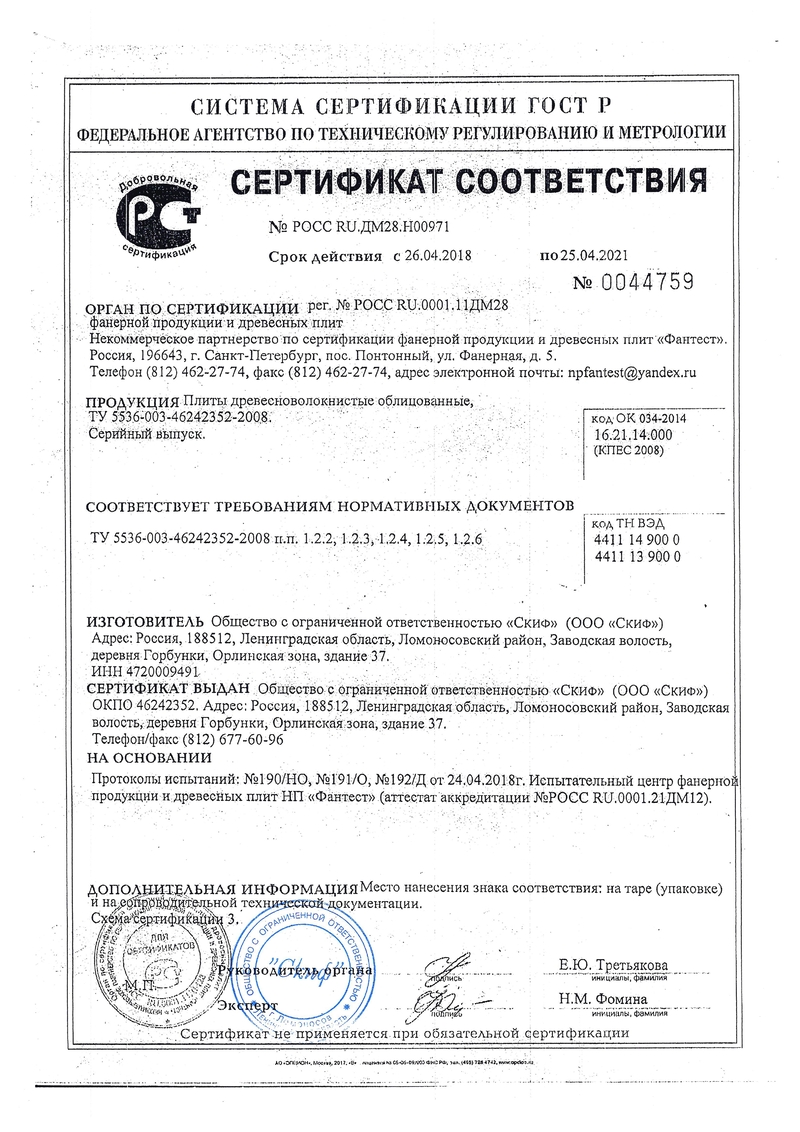 СИСТЕМА СЕРТИФИКАЦИИ ГОСТ Р
ФЕДЕРАЛЬНОЕ АГЕНТСТВО ПО ТЕХНИЧЕСКОМУ РЕГУЛИРОВАНИЮ И МЕТРОЛОГИИ
Добровольная
РСТ
сертификация
СЕРТИФИКАТ СООТВЕТСТВИЯ
№ РОСС RU.ДМ28.Н00971
Срок действия с 26.04.2018 по 25.04.2021
№ 0044759
ОРГАН ПО СЕРТИФИКАЦИИ рег. № РОСС RU.0001.11ДМ28
фанерной продукции и древесных плит
Некоммерческое партнерство по сертификации фанерной продукции и древесных плит «Фантест».
Россия, 196643, г. Санкт-Петербург, пос. Понтонный, ул. Фанерная, д. 5.
Телефон (812) 462-27-74, факс (812) 462-27-74, адрес электронной почты: npfantest@yandex.ru
ПРОДУКЦИЯ Плиты древесноволокнистые облицованные,
ТУ 5536-003-46242352-2008.
Серийный выпуск.
код ОК 034-2014
16.21.14.000
(КПЕС 2008)
СООТВЕТСТВУЕТ ТРЕБОВАНИЯМ НОРМАТИВНЫХ ДОКУМЕНТОВ
ТУ 5536-003-46242352-2008 п.п. 1.2.2, 1.2.3, 1.2.4, 1.2.5, 1.2.6
код ТН ВЭД
4411 14 900 0
4411 13 900 0
ИЗГОТОВИТЕЛЬ Общество с ограниченной ответственностью «Скиф» (ООО «Скиф»)
Адрес: Россия, 188512, Ленинградская область, Ломоносовский район, Заводская волость,
деревня Горбунки, Орлинская зона, здание 37.
ИНН 4720009491
СЕРТИФИКАТ ВЫДАН Общество с ограниченной ответственностью «Скиф» (ООО «Скиф»)
ОКПО 46242352. Адрес: Россия, 188512, Ленинградская область, Ломоносовский район, Заводская
волость, деревня Горбунки, Орлинская зона, здание 37.
Телефон/факс (812) 677-60-96
НА ОСНОВАНИИ
Протоколы испытаний: №190/НО, №191/О, №192/Д от 24.04.2018г. Испытательный центр фанерной
продукции и древесных плит НП «Фантест» (аттестат аккредитации №РОСС RU.0001.21ДМ12).
ДОПОЛНИТЕЛЬНАЯ ИНФОРМАЦИЯ Место нанесения знака соответствия: на таре (упаковке)
и на сопроводительной технической документации.
Схема сертификации 3.
ДЛЯ
СЕРТИФИКАТОВ
ОБЩЕСТВО С ОГРАНИЧЕННОЙ ОТВЕТСТВЕННОСТЬЮ
"Скиф"
М.П.
Руководитель органа
подпись
Е.Ю. Третьякова
инициалы, фамилия
Эксперт
подпись
Н.М. Фомина
инициалы, фамилия
Сертификат не применяется при обязательной сертификации
АО «ОПЦИОН», Москва, 2017, «В» лицензия № 05-05-09/003 ФНС РФ, тел. (495) 726 4742, www.opcion.ru